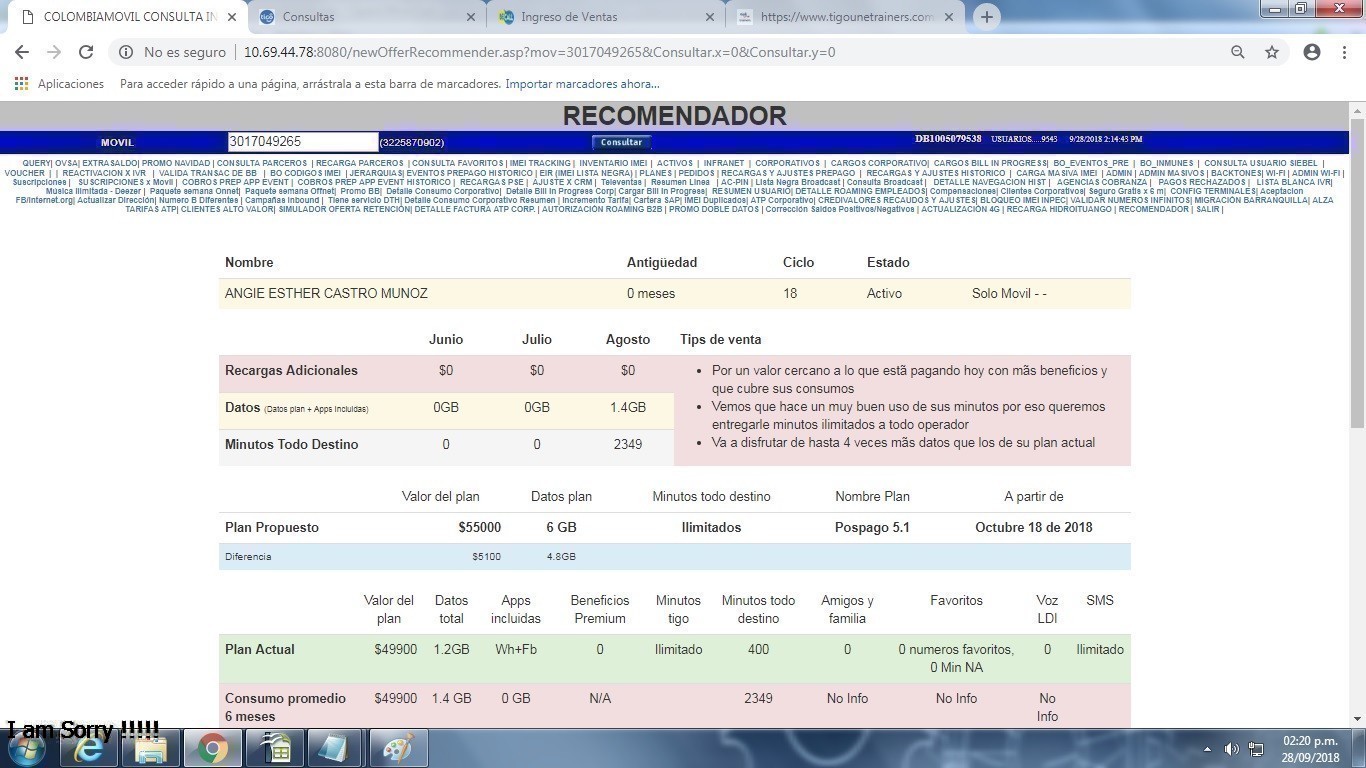 COLOMBIAMOVIL CONSULTA IN
Consultas
Ingreso de Ventas
https://www.tigounetrainers.com
No es seguro | 10.69.44.78:8080/newOfferRecommender.asp?mov=3017049265&Consultar.x=0&Consultar.y=0
Aplicaciones Para acceder rápido a una página, arrástrala a esta barra de marcadores. Importar marcadores ahora...
RECOMENDADOR
MOVIL 3017049265 (3225870902) Consultar DB1005079538 USUARIOS.....9543 9/28/2018 2:14:43 PM
QUERY| OVSA| EXTRASALDO| PROMO NAVIDAD | CONSULTA PARCEROS | RECARGA PARCEROS | CONSULTA FAVORITOS | IMEI TRACKING | INVENTARIO IMEI | ACTIVOS | INFRANET | CORPORATIVOS | CARGOS CORPORATIVO| CARGOS BILL IN PROGRESS| BO_EVENTOS_PRE | BO_INMUNES | CONSULTA USUARIO SIEBEL |
VOUCHER | | REACTIVACION X IVR | VALIDA TRANSAC DE BB | BO CODIGOS IMEI | JERARQUIAS| EVENTOS PREPAGO HISTORICO | EIR (IMEI LISTA NEGRA) | PLANES | PEDIDOS | RECARGAS Y AJUSTES PREPAGO | RECARGAS Y AJUSTES HISTORICO | CARGA MASIVA IMEI | ADMIN | ADMIN MASIVOS | BACKTONES| WI-FI | ADMIN WI-FI |
Suscripciones | SUSCRIPCIONES x Movil | COBROS PREP APP EVENT | COBROS PREP APP EVENT HISTORICO | RECARGAS PSE | AJUSTE X CRM | Televentas | Resumen Linea | AC-PIN | Lista Negra Broadcast | Consulta Broadcast | DETALLE NAVEGACION HIST | AGENCIAS COBRANZA | PAGOS RECHAZADOS | LISTA BLANCA IVR|
Musica Ilimitada - Deezer | Paquete semana Offnet| Paquete semana Onnet| Promo BB| Detalle Consumo Corporativo| Detalle Bill In Progress Corp| Cargar Bill In Progress| RESUMEN USUARIO| DETALLE ROAMING EMPLEADOS| Compensaciones| Clientes Corporativos| Seguro Gratis x 6 m| CONFIG TERMINALES| Aceptacion
FB/Internet.org| Actualizar Dirección| Numero B Diferentes | Campañas Inbound | Tiene servicio DTH| Detalle Consumo Corporativo Resumen | Incremento Tarifa| Cartera SAP| IMEI Duplicados| ATP Corporativo| CREDIVALORES RECAUDOS Y AJUSTES| BLOQUEO IMEI INPEC| VALIDAR NUMEROS INFINITOS| MIGRACIÓN BARRANQUILLA| ALZA
TARIFAS ATP| CLIENTES ALTO VALOR| SIMULADOR OFERTA RETENCIÓN| DETALLE FACTURA ATP CORP. | AUTORIZACIÓN ROAMING B2B | PROMO DOBLE DATOS | Corrección Saldos Positivos/Negativos | ACTUALIZACIÓN 4G | RECARGA HIDROITUANGO | RECOMENDADOR | SALIR |
Nombre Antigüedad Ciclo Estado
ANGIE ESTHER CASTRO MUNOZ 0 meses 18 Activo Solo Movil - -
Junio Julio Agosto Tips de venta
Recargas Adicionales $0 $0 $0
Datos (Datos plan + Apps incluidas) 0GB 0GB 1.4GB
Minutos Todo Destino 0 0 2349
• Por un valor cercano a lo que estã pagando hoy con mãs beneficios y
que cubre sus consumos
• Vemos que hace un muy buen uso de sus minutos por eso queremos
entregarle minutos ilimitados a todo operador
• Va a disfrutar de hasta 4 veces mãs datos que los de su plan actual
Valor del plan Datos plan Minutos todo destino Nombre Plan A partir de
Plan Propuesto $55000 6 GB Ilimitados Pospago 5.1 Octubre 18 de 2018
Diferencia $5100 4.8GB
Valor del Datos Apps Beneficios Minutos Minutos todo Amigos y Favoritos Voz SMS
plan total incluidas Premium tigo destino familia LDI
Plan Actual $49900 1.2GB Wh+Fb 0 Ilimitado 400 0 0 numeros favoritos, 0 Ilimitado
0 Min NA
Consumo promedio $49900 1.4 GB 0 GB N/A 2349 No Info No Info No
6 meses Info
I am Sorry !!!!!
02:20 p.m.
28/09/2018